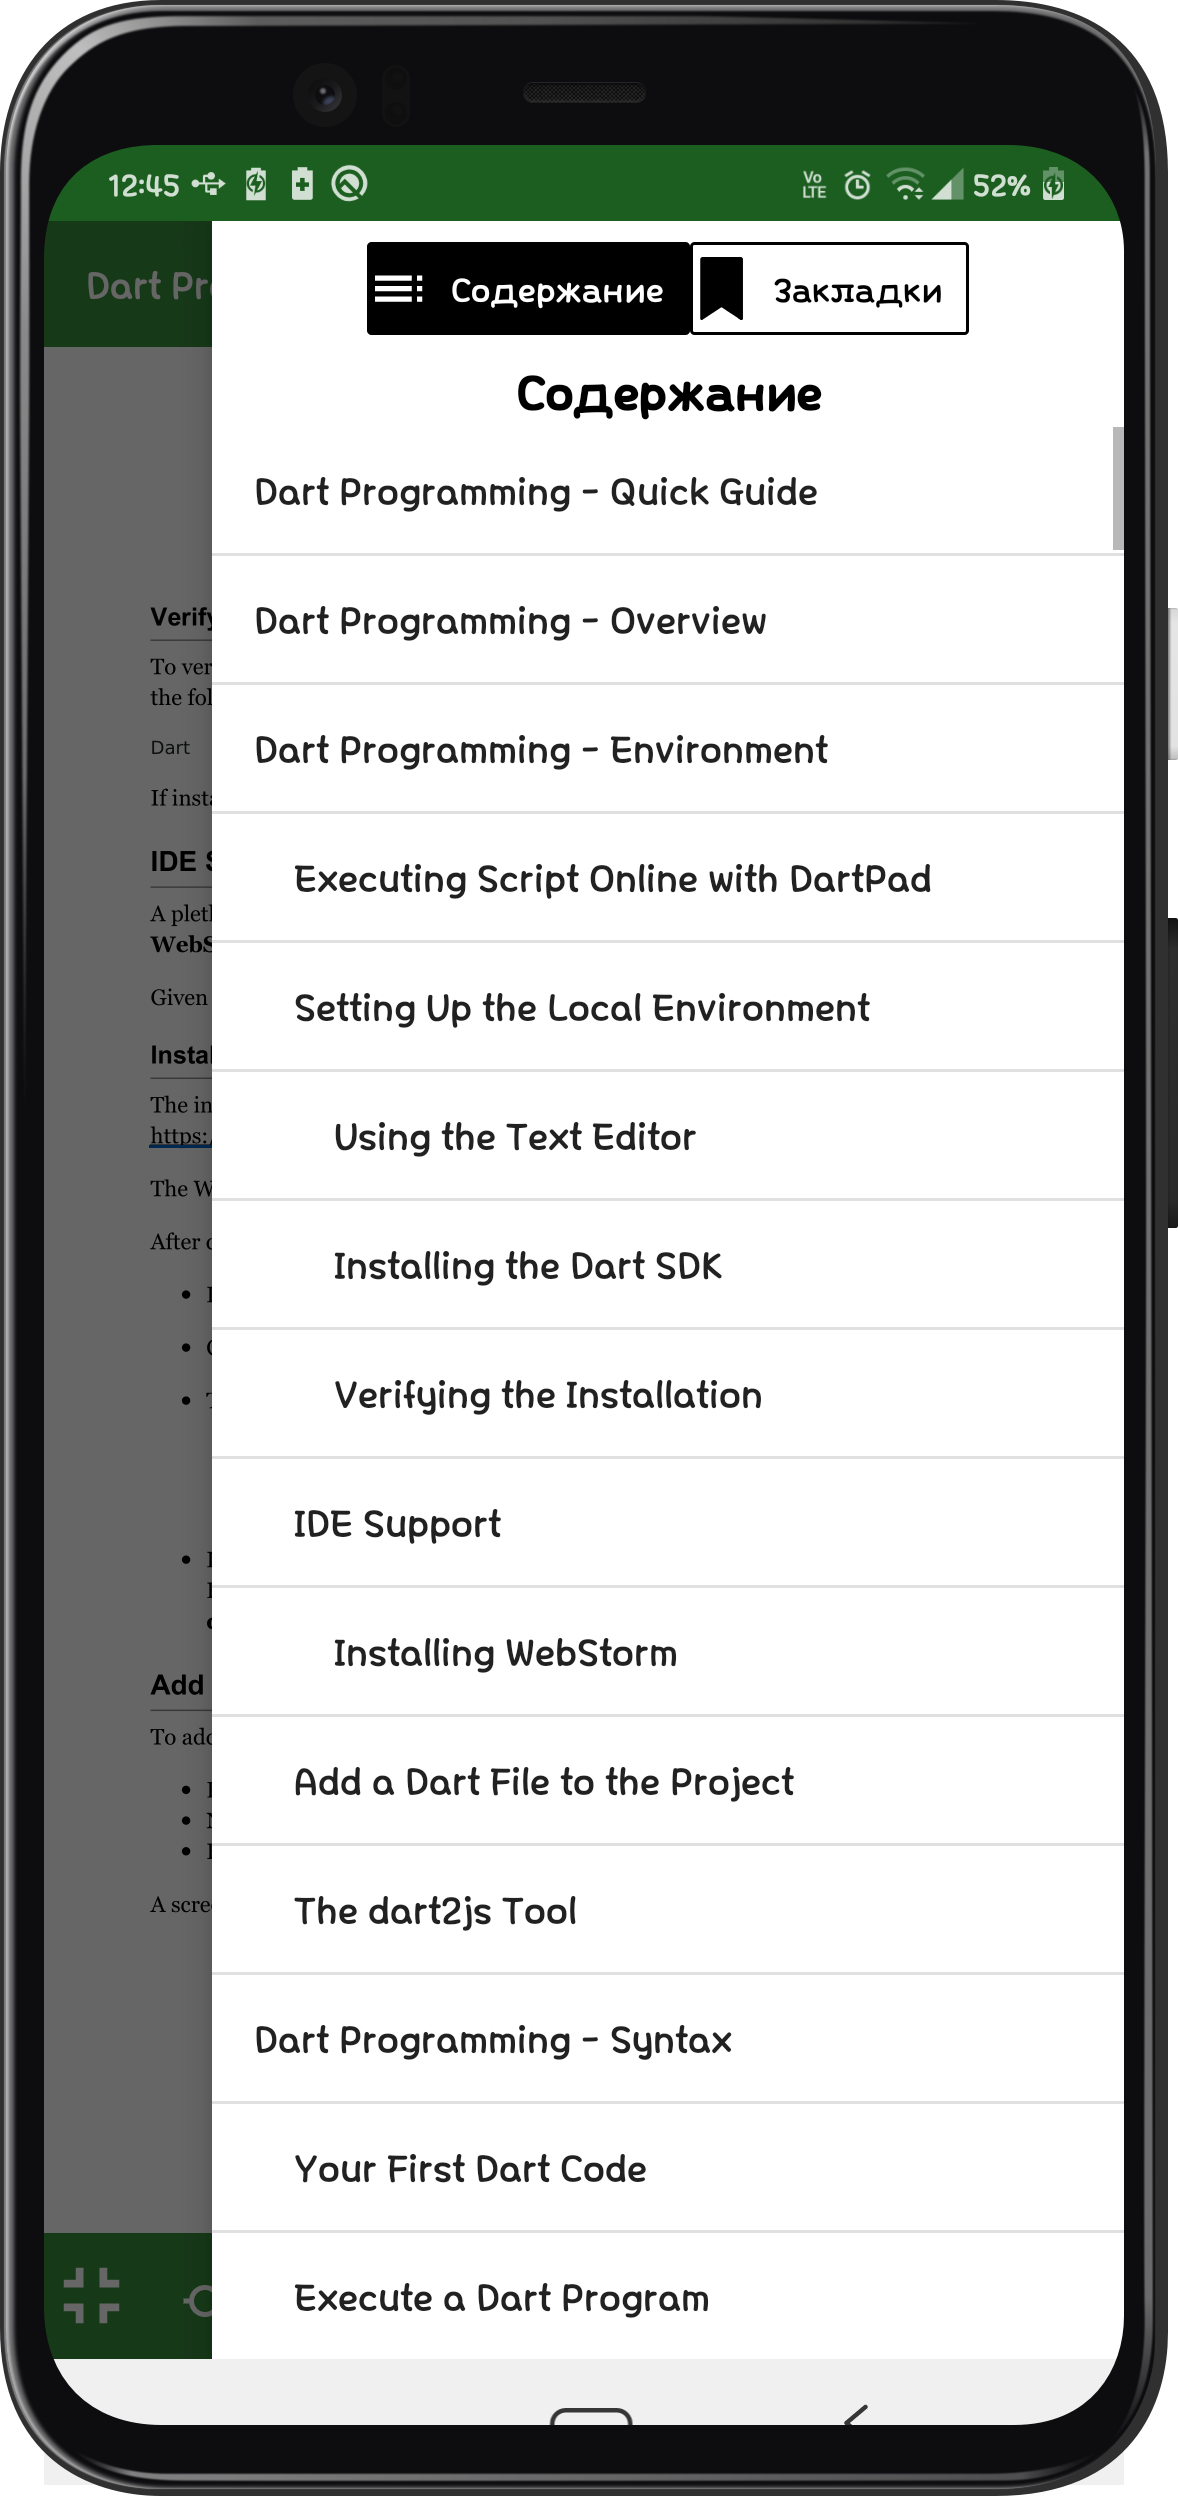 12:45
Vo LTE
52%
Dart Pr
Содержание
Закладки
Содержание
Dart Programming - Quick Guide
Dart Programming - Overview
Dart Programming - Environment
Executing Script Online with DartPad
Setting Up the Local Environment
Using the Text Editor
Installing the Dart SDK
Verifying the Installation
IDE Support
Installing WebStorm
Add a Dart File to the Project
The dart2js Tool
Dart Programming - Syntax
Your First Dart Code
Execute a Dart Program
Verify
To ver
the fol
Dart
If insta
IDE S
A pleth
WebS
Given
Instal
The in
https:/
The W
After
Add
To add
A scre